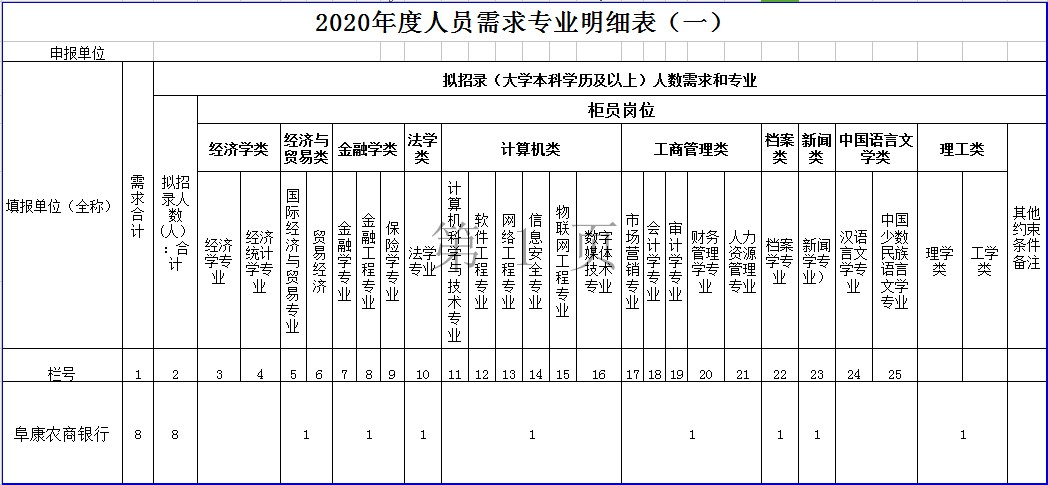 2020年度人员需求专业明细表（一）
申报单位
填报单位（全称）
需求合计
拟招录（大学本科学历及以上）人数需求和专业
拟招录人数(人)：合计
柜员岗位
其他约束条件备注
经济学类 经济与贸易类 金融学类 法学类 计算机类 工商管理类 档案类 新闻类 中国语言文学类 理工类
经济学专业 经济统计学专业 国际经济与贸易专业 贸易经济 金融学专业 金融工程专业 保险学专业 法学专业 计算机科学与技术专业 软件工程专业 网络工程专业 信息安全专业 物联网工程专业 数字媒体技术专业 市场营销专业 会计学专业 审计学专业 财务管理专业 人力资源管理专业 档案学专业 新闻学专业） 汉语言文学专业 中国少数民族语言文学专业 理学类 工学类
第 1 页
栏号 1 2 3 4 5 6 7 8 9 10 11 12 13 14 15 16 17 18 19 20 21 22 23 24 25
阜康农商银行 8 8 1 1 1 1 1 1 1 1